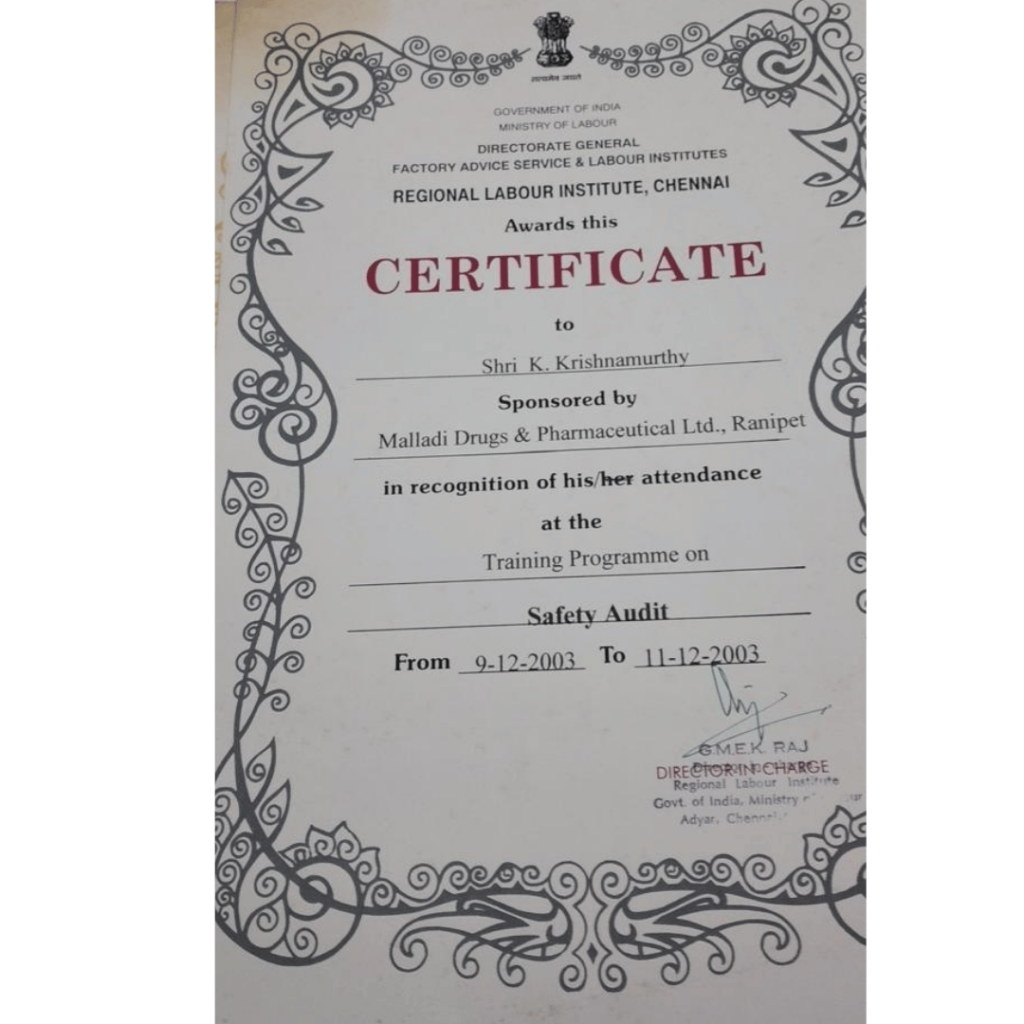 सत्यमेव जयते
GOVERNMENT OF INDIA
MINISTRY OF LABOUR
DIRECTORATE GENERAL
FACTORY ADVICE SERVICE & LABOUR INSTITUTES
REGIONAL LABOUR INSTITUTE, CHENNAI
Awards this
CERTIFICATE
to
Shri K. Krishnamurthy
Sponsored by
Malladi Drugs & Pharmaceutical Ltd., Ranipet
in recognition of his/her attendance
at the
Training Programme on
Safety Audit
From 9-12-2003 To 11-12-2003
G.M.E.K. RAJ
DIRECTOR-IN-CHARGE
Regional Labour Institute
Govt. of India, Ministry
Adyar,